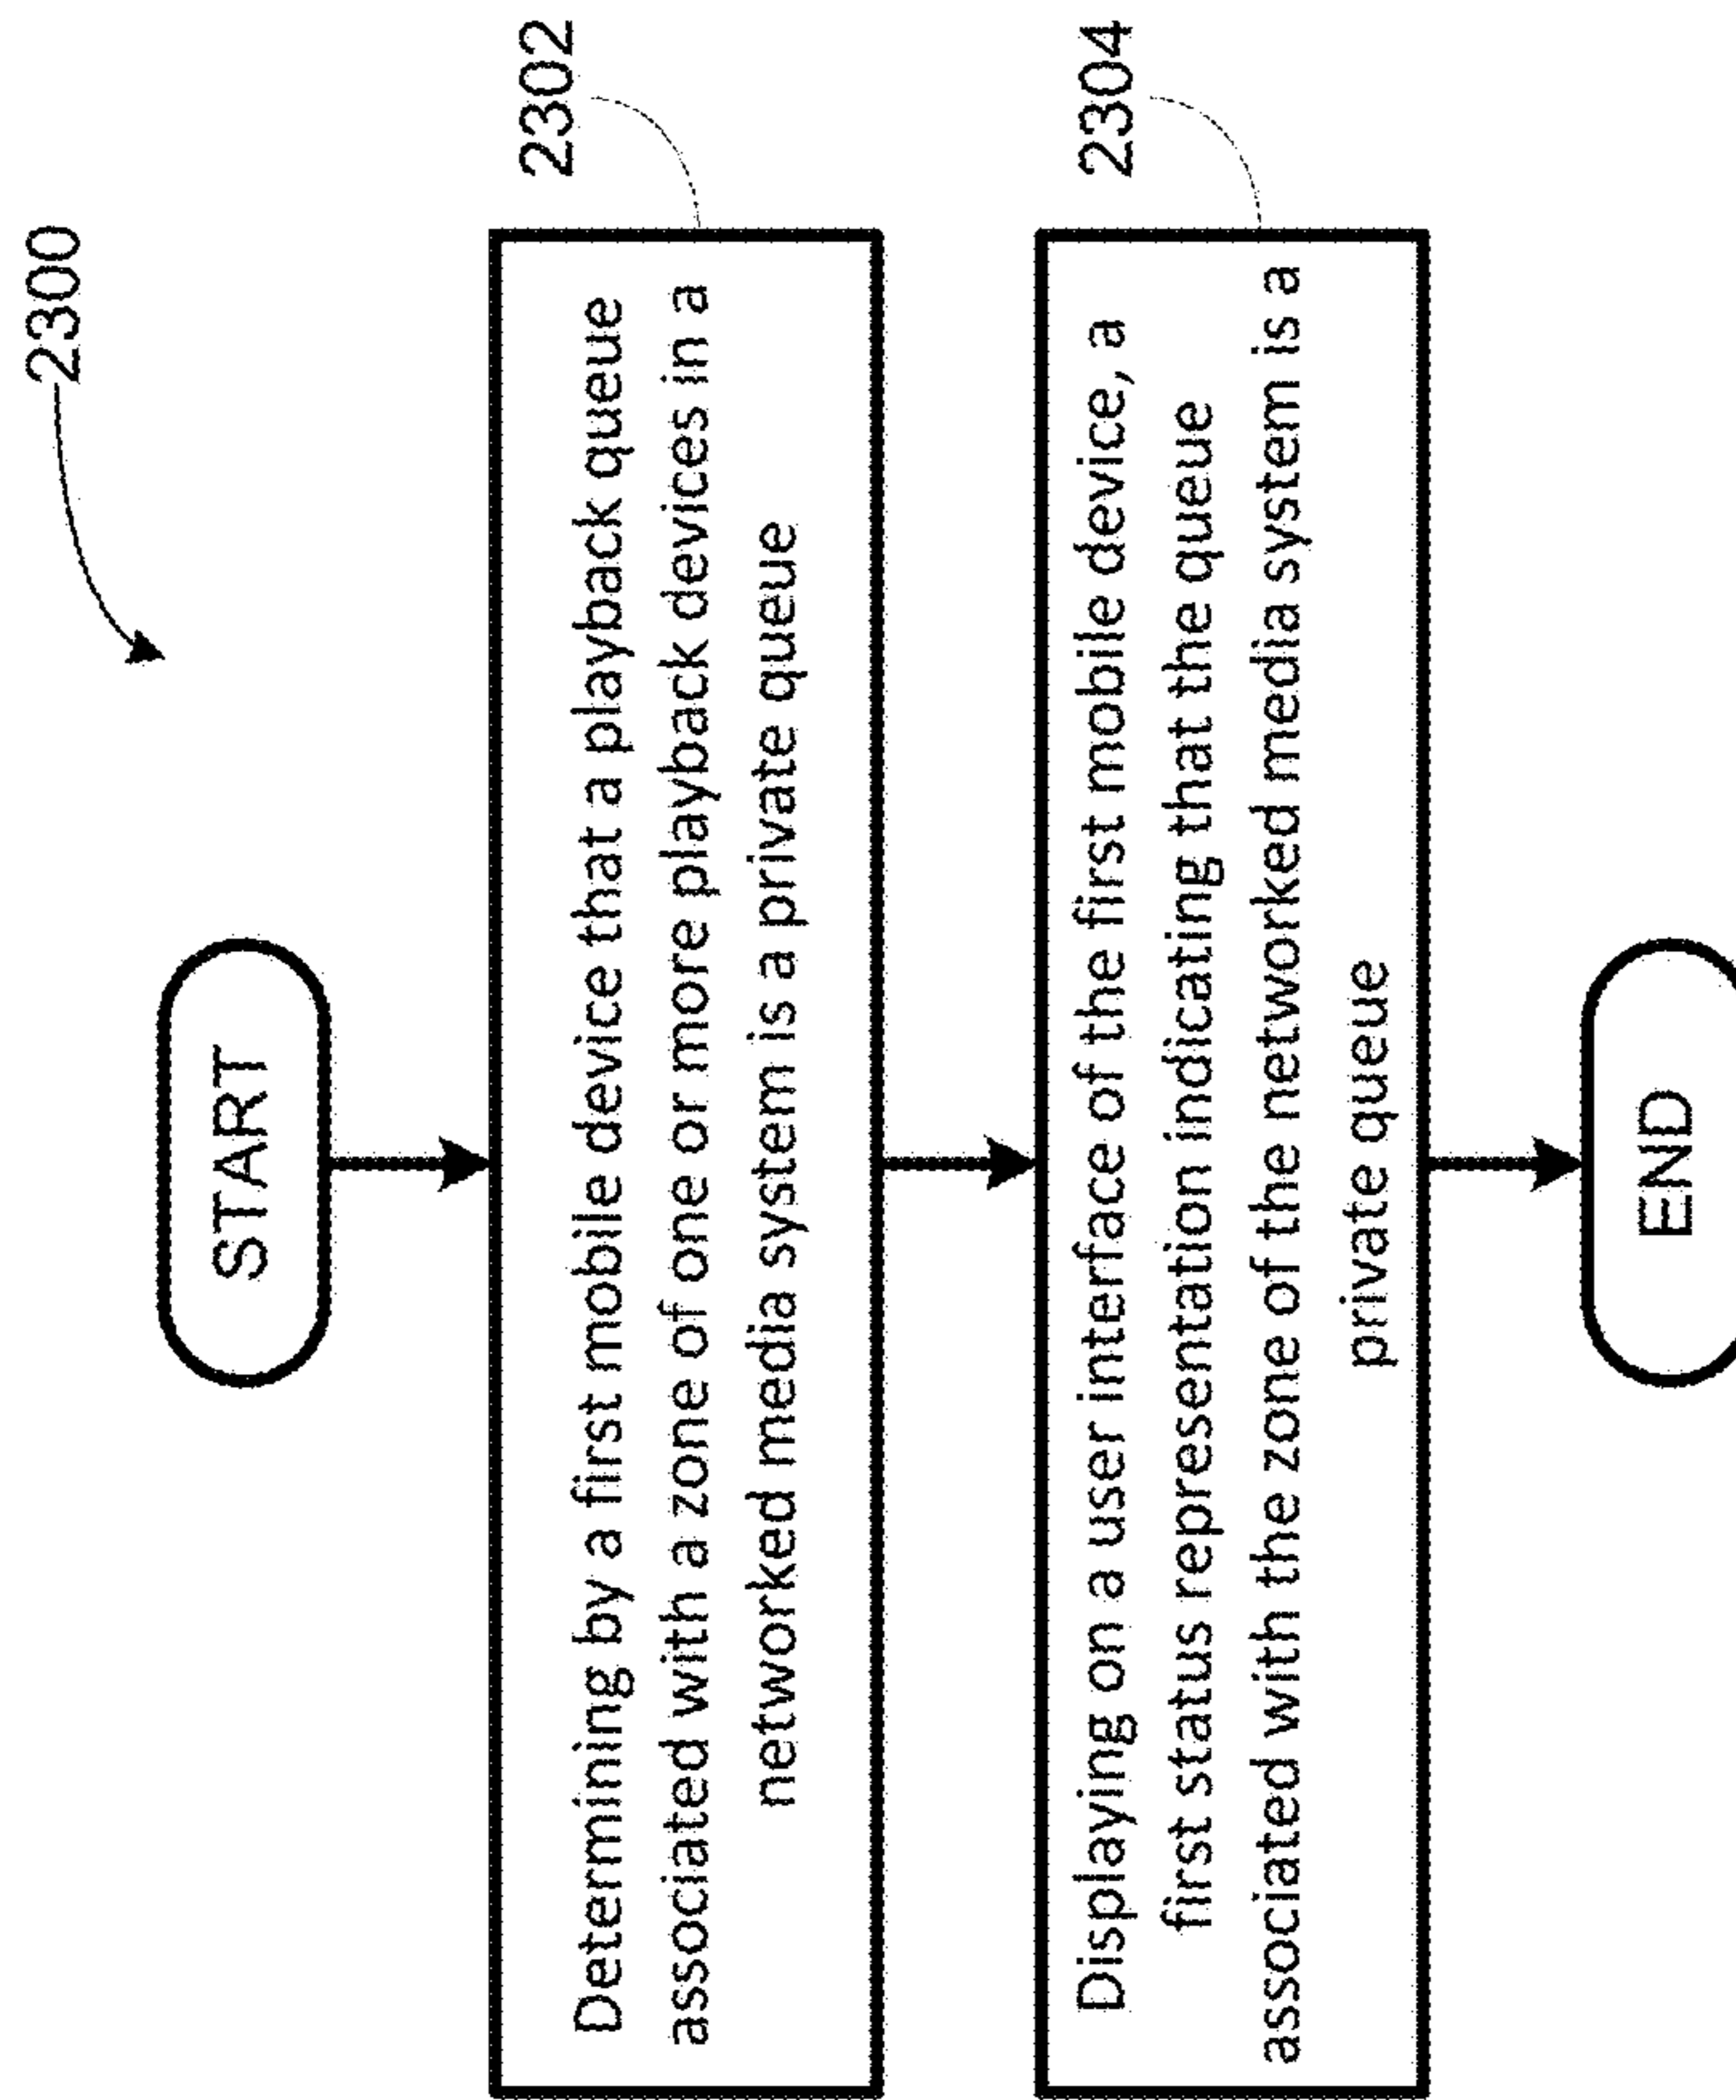 2300
START
Determining by a first mobile device that a playback queue
associated with a zone of one or more playback devices in a
networked media system is a private queue
2302
Displaying on a user interface of the first mobile device, a
first status representation indicating that the queue
associated with the zone of the networked media system is a
private queue
2304
END